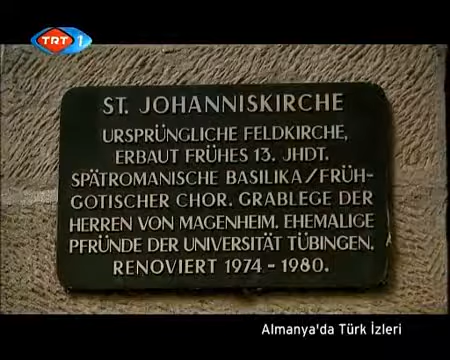 TRT 1
ST. JOHANNISKIRCHE
URSPRÜNGLICHE FELDKIRCHE,
ERBAUT FRÜHES 13. JHDT.
SPÄTROMANISCHE BASILIKA/FRÜH-
GOTISCHER CHOR. GRABLEGE DER
HERREN VON MAGENHEIM. EHEMALIGE
PFRÜNDE DER UNIVERSITÄT TÜBINGEN.
RENOVIERT 1974 - 1980.
Almanya'da Türk İzleri